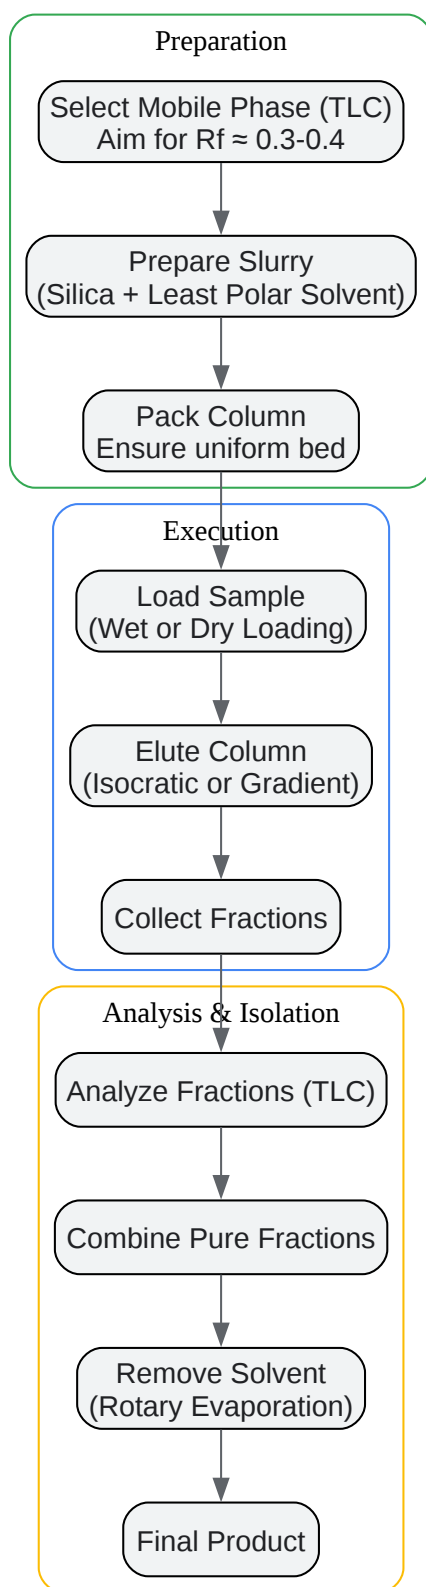 Preparation
Select Mobile Phase (TLC)
Aim for Rf ≈ 0.3-0.4
Prepare Slurry
(Silica + Least Polar Solvent)
Pack Column
Ensure uniform bed
Execution
Load Sample
(Wet or Dry Loading)
Elute Column
(Isocratic or Gradient)
Collect Fractions
Analysis & Isolation
Analyze Fractions (TLC)
Combine Pure Fractions
Remove Solvent
(Rotary Evaporation)
Final Product